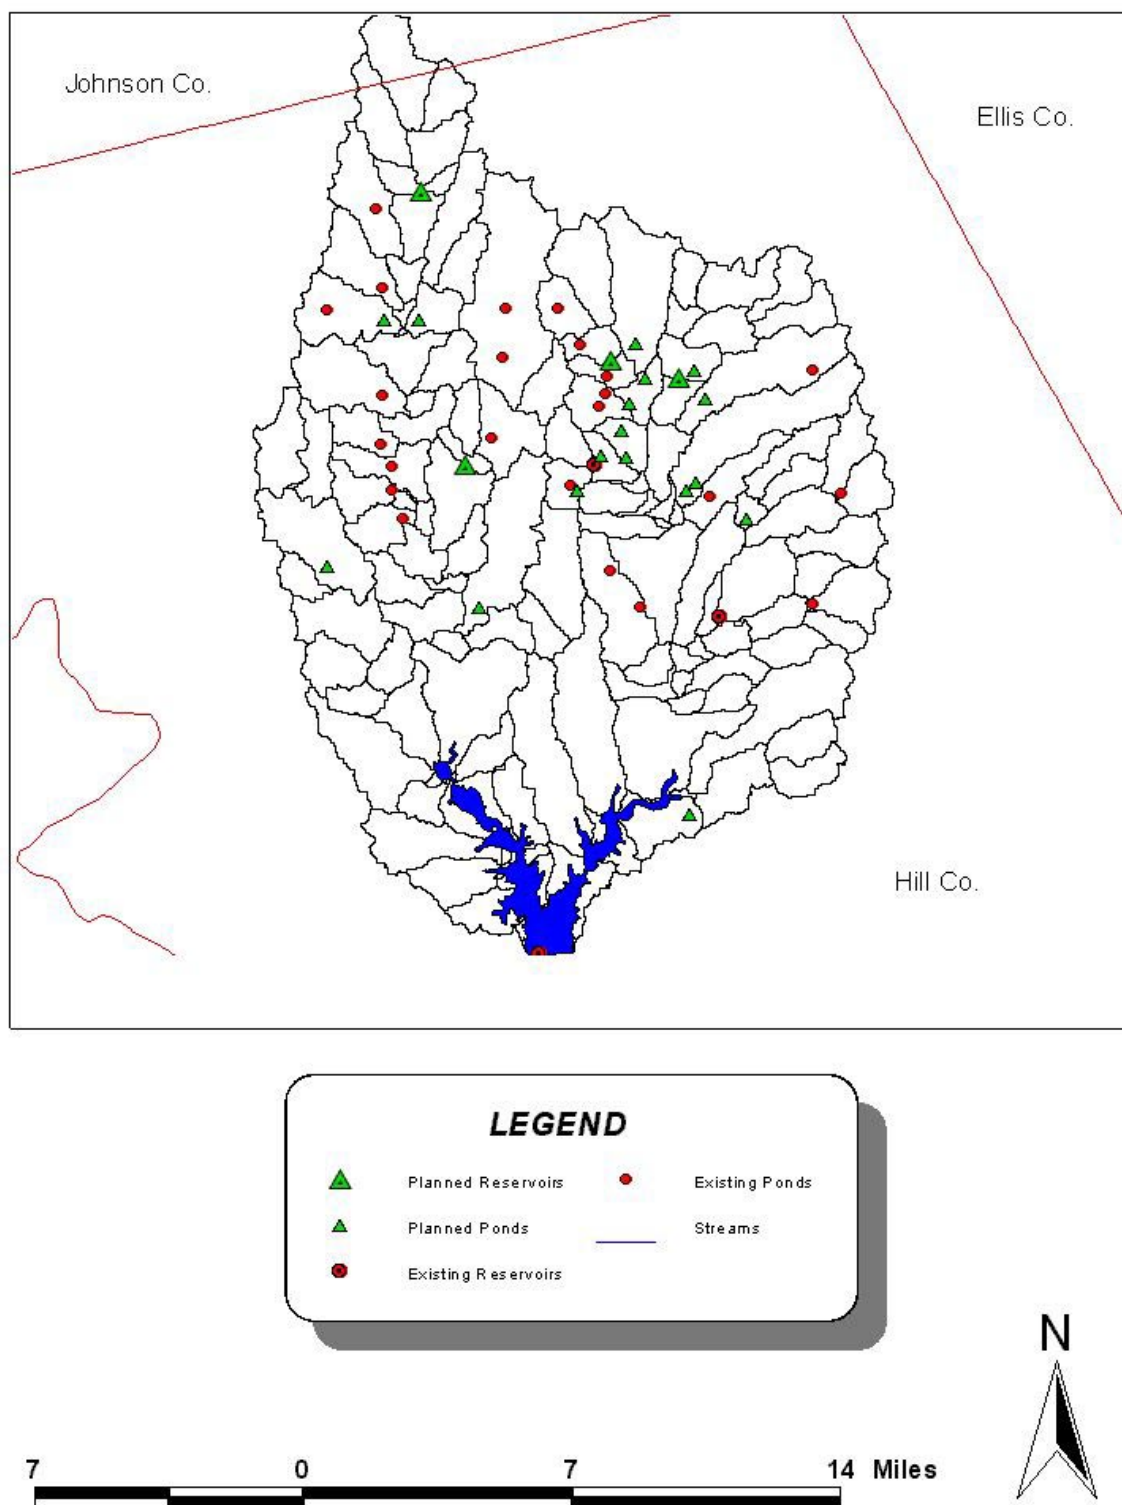 Johnson Co.
Ellis Co.
Hill Co.
LEGEND
Planned Reservoirs
Existing Ponds
Planned Ponds
Streams
Existing Reservoirs
N
7 0 7 14 Miles